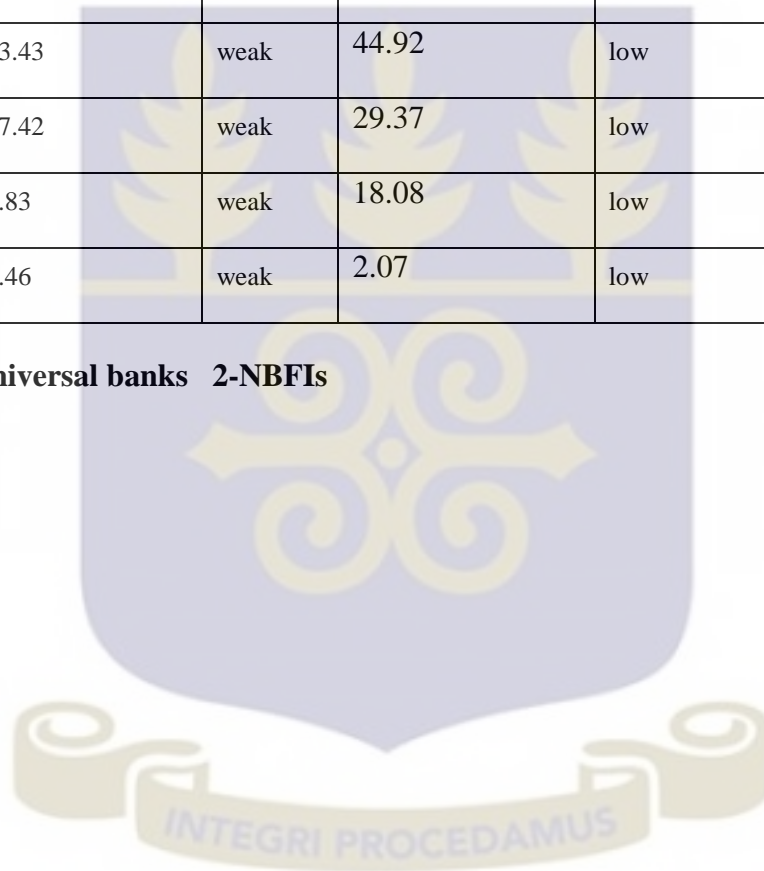 3.43 weak 44.92 low
7.42 weak 29.37 low
.83 weak 18.08 low
.46 weak 2.07 low
niversal banks 2-NBFIs
INTEGRI PROCEDAMUS